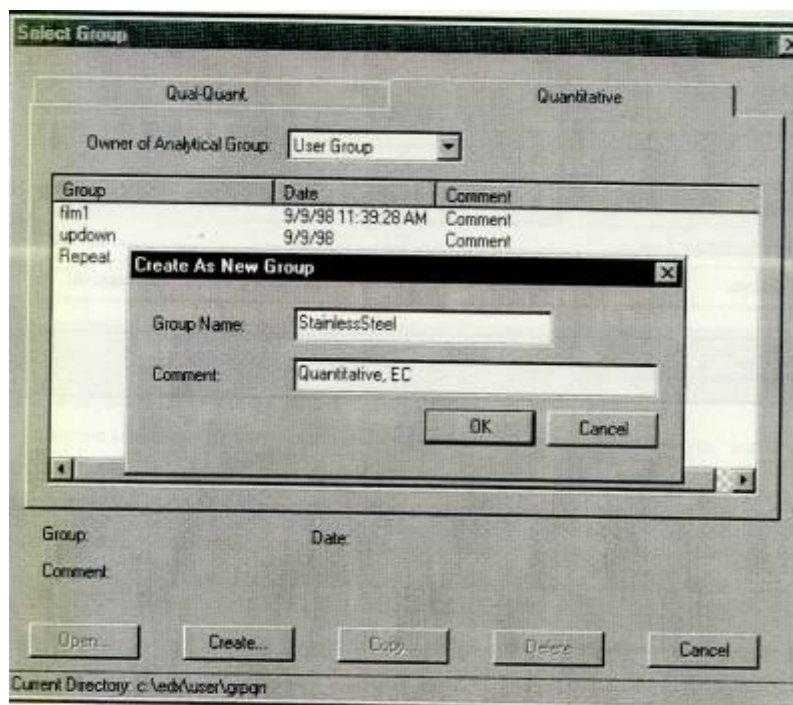 Select Group
Qual-Quant. Quantitative
Owner of Analytical Group: User Group
Group Date Comment
film1 9/9/98 11:39:28 AM Comment
updown 9/9/98 Comment
Repeat
Create As New Group
Group Name: StainlessSteel
Comment: Quantitative, EC
OK Cancel
Group: Date:
Comment:
Open... Create... Copy... Delete Cancel
Current Directory: c:\edx\user\grpqn